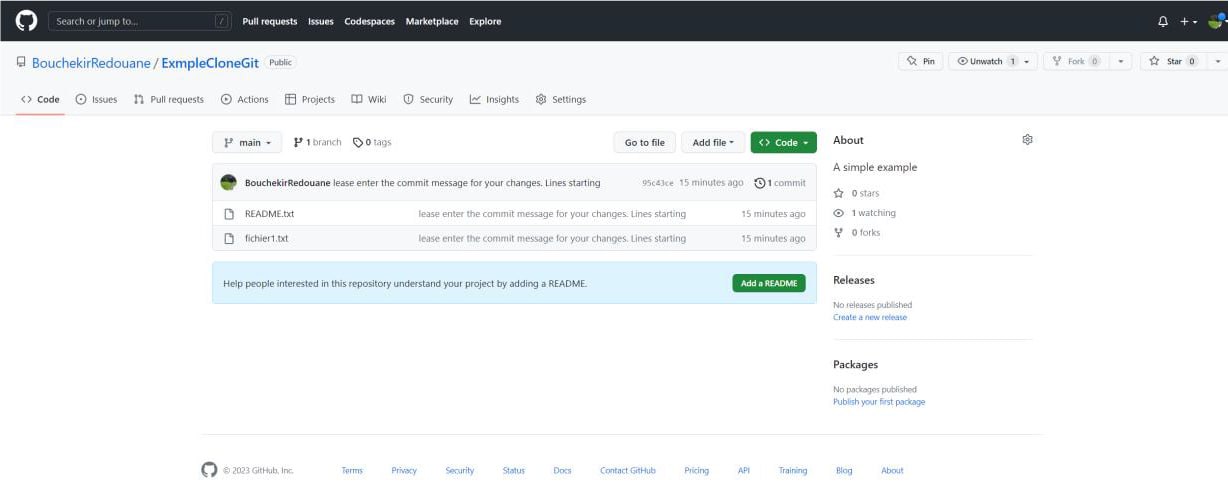 Search or jump to... / Pull requests Issues Codespaces Marketplace Explore
BouchekirRedouane / ExmpleCloneGit Public Pin Unwatch 1 Fork 0 Star 0
Code Issues Pull requests Actions Projects Wiki Security Insights Settings
main 1 branch 0 tags Go to file Add file Code
BouchekirRedouane lease enter the commit message for your changes. Lines starting 95c43ce 15 minutes ago 1 commit
README.txt lease enter the commit message for your changes. Lines starting 15 minutes ago
fichier1.txt lease enter the commit message for your changes. Lines starting 15 minutes ago
Help people interested in this repository understand your project by adding a README. Add a README
About
A simple example
0 stars
1 watching
0 forks
Releases
No releases published
Create a new release
Packages
No packages published
Publish your first package
© 2023 GitHub, Inc. Terms Privacy Security Status Docs Contact GitHub Pricing API Training Blog About